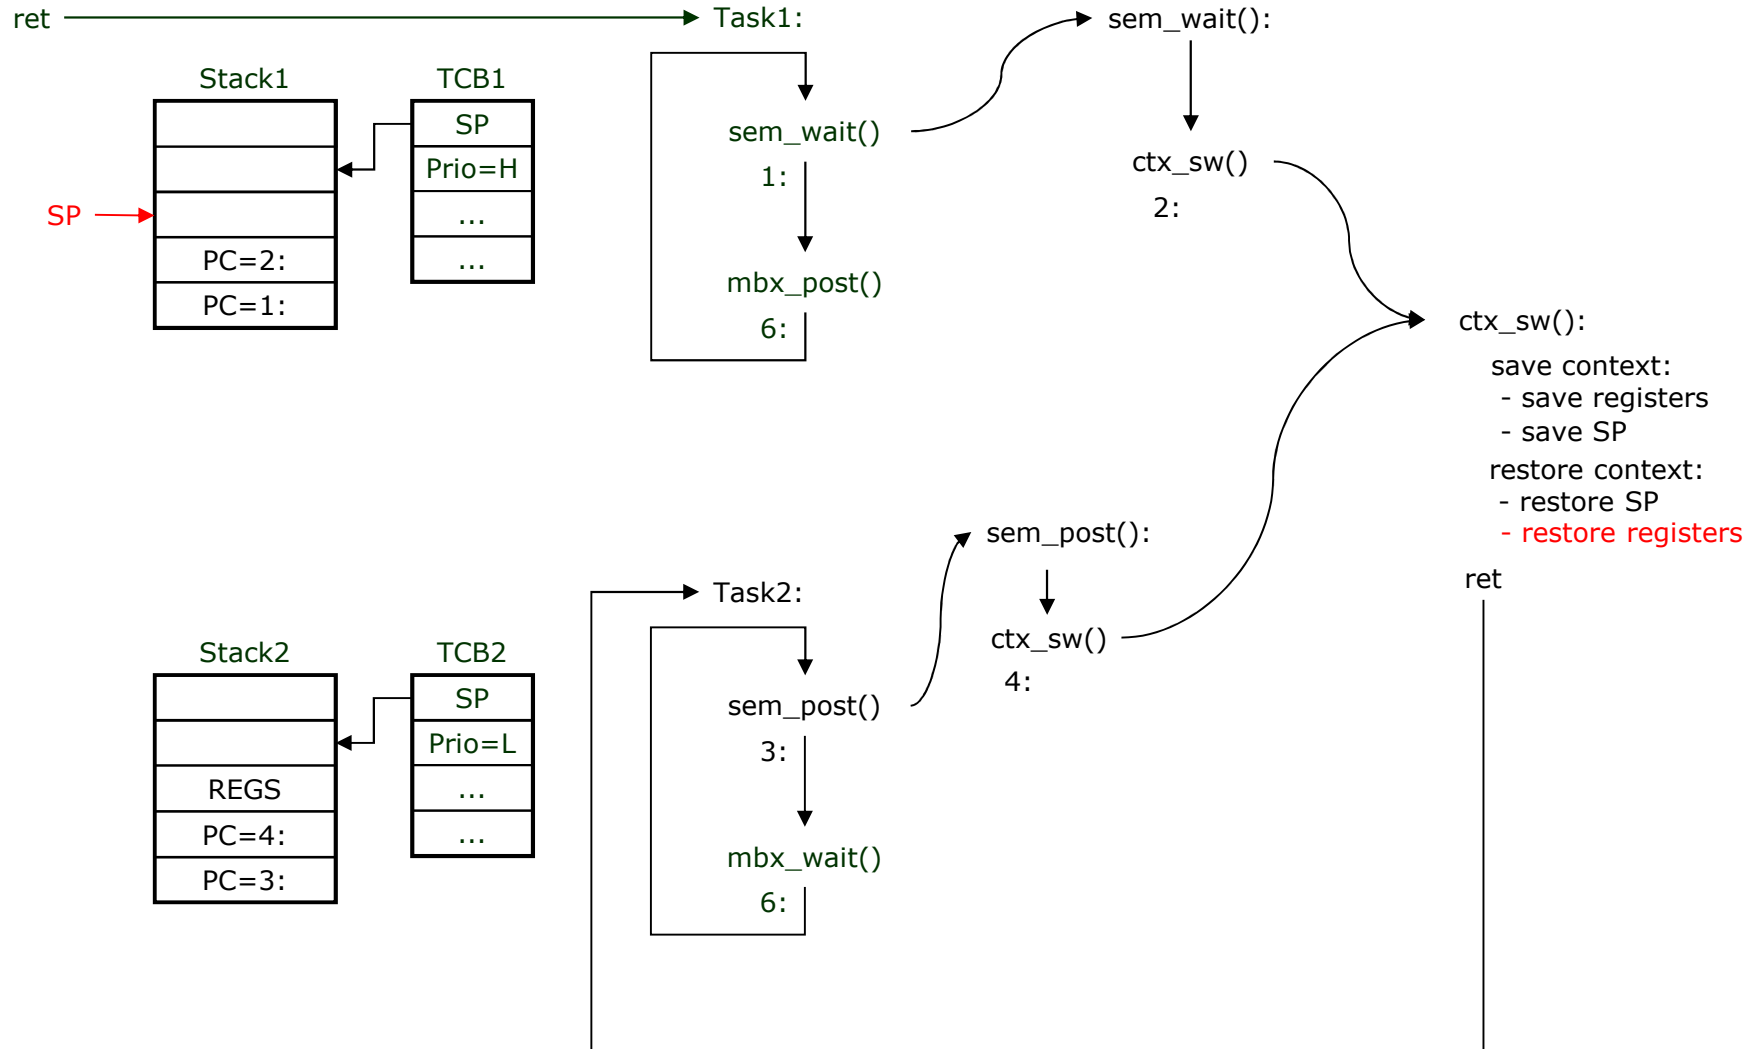 ret
Task1:
sem_wait():
Stack1
TCB1
SP
Prio=H
...
...
SP
PC=2:
PC=1:
sem_wait()
1:
mbx_post()
6:
ctx_sw()
2:
ctx_sw():
save context:
- save registers
- save SP
restore context:
- restore SP
- restore registers
ret
sem_post():
ctx_sw()
4:
Task2:
Stack2
TCB2
SP
Prio=L
...
...
REGS
PC=4:
PC=3:
sem_post()
3:
mbx_wait()
6: